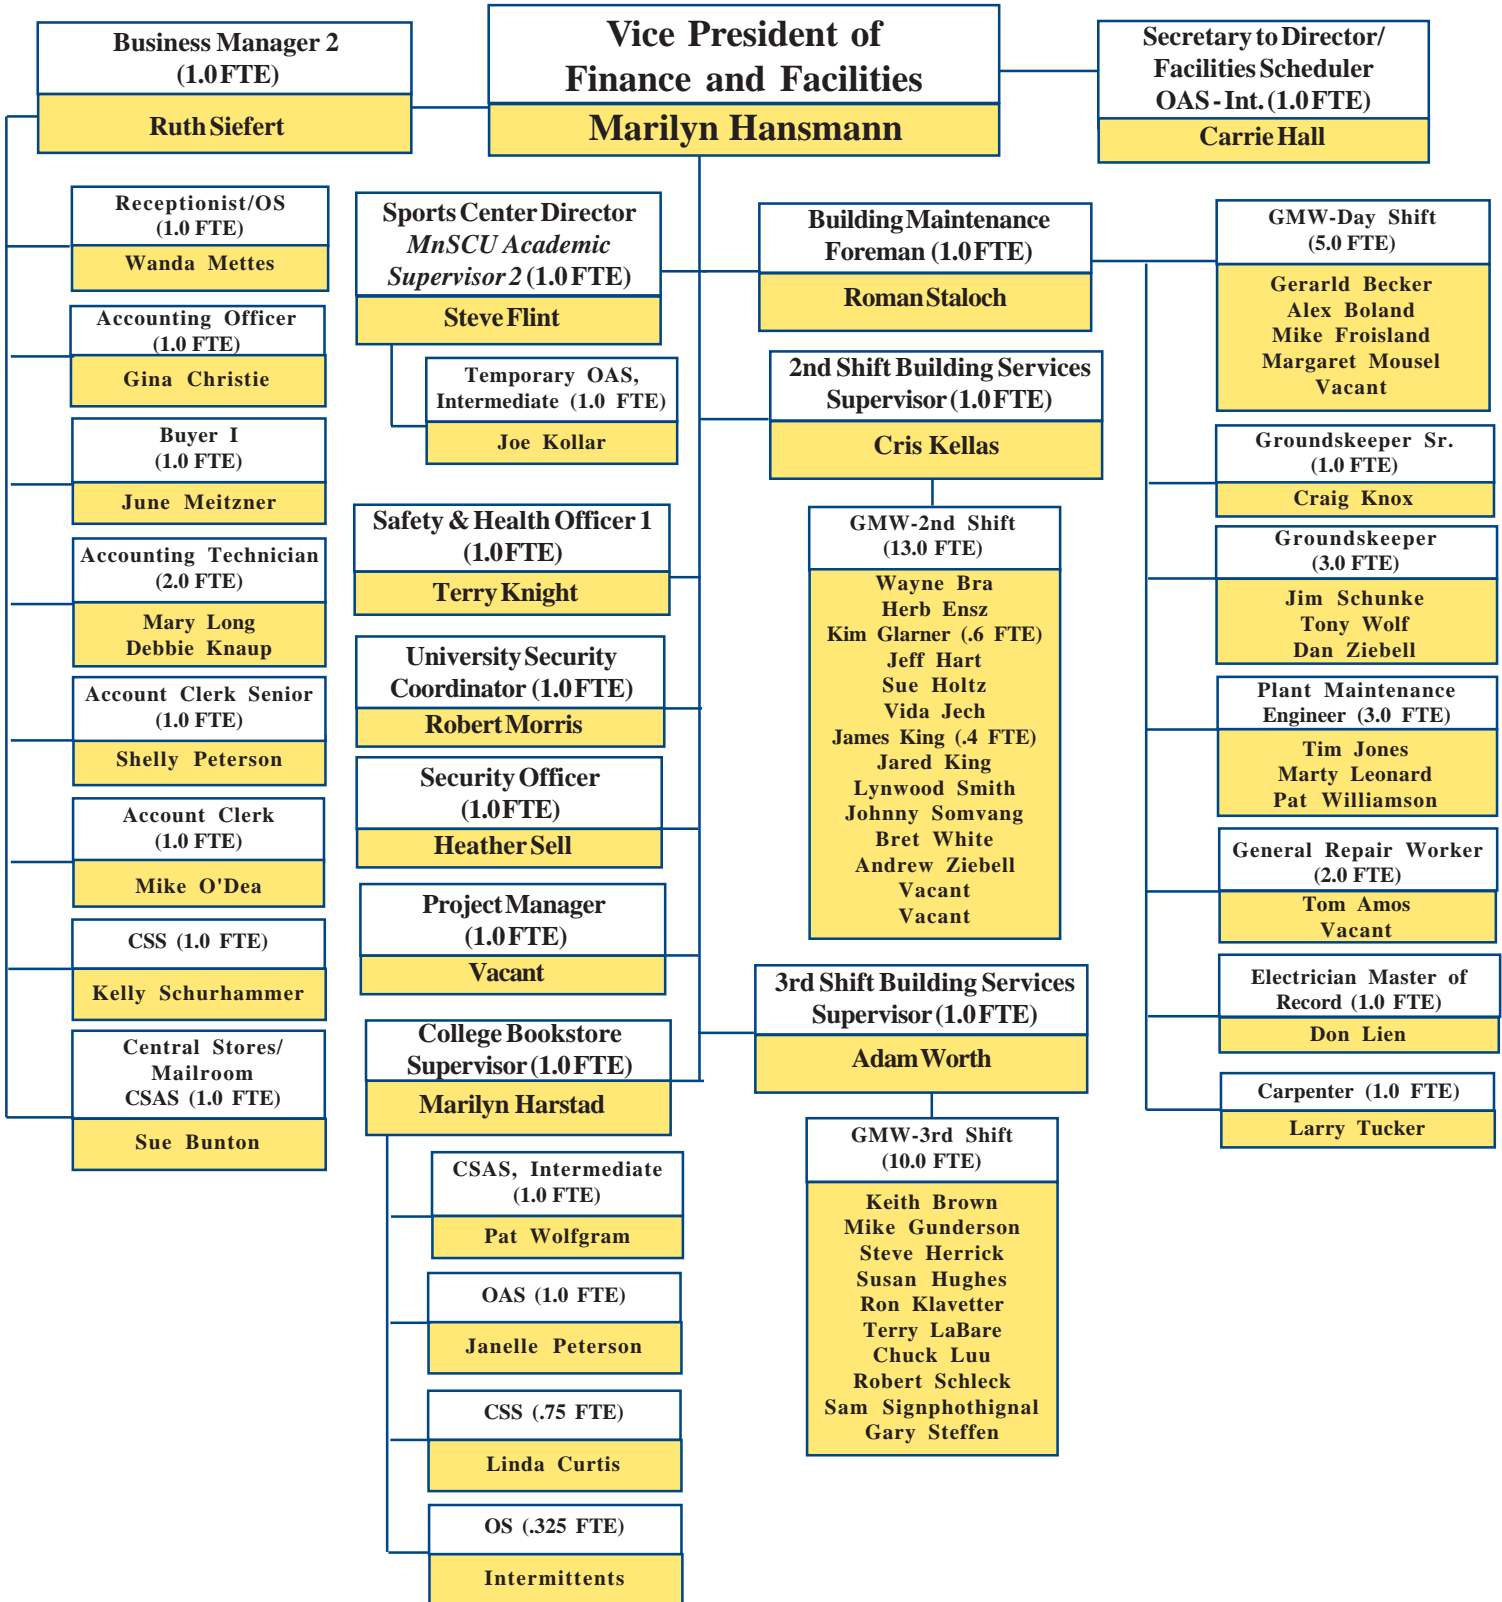 Vice President of
Finance and Facilities
Marilyn Hansmann
Business Manager 2
(1.0 FTE)
Ruth Siefert
Secretary to Director/
Facilities Scheduler
OAS - Int. (1.0 FTE)
Carrie Hall
Receptionist/OS
(1.0 FTE)
Wanda Mettes
Accounting Officer
(1.0 FTE)
Gina Christie
Buyer I
(1.0 FTE)
June Meitzner
Accounting Technician
(2.0 FTE)
Mary Long
Debbie Knaup
Account Clerk Senior
(1.0 FTE)
Shelly Peterson
Account Clerk
(1.0 FTE)
Mike O'Dea
CSS (1.0 FTE)
Kelly Schurhammer
Central Stores/
Mailroom
CSAS (1.0 FTE)
Sue Bunton
Sports Center Director
MnSCU Academic
Supervisor 2 (1.0 FTE)
Steve Flint
Temporary OAS,
Intermediate (1.0 FTE)
Joe Kollar
Safety & Health Officer 1
(1.0 FTE)
Terry Knight
University Security
Coordinator (1.0 FTE)
Robert Morris
Security Officer
(1.0 FTE)
Heather Sell
Project Manager
(1.0 FTE)
Vacant
College Bookstore
Supervisor (1.0 FTE)
Marilyn Harstad
CSAS, Intermediate
(1.0 FTE)
Pat Wolfgram
OAS (1.0 FTE)
Janelle Peterson
CSS (.75 FTE)
Linda Curtis
OS (.325 FTE)
Intermittents
Building Maintenance
Foreman (1.0 FTE)
Roman Staloch
2nd Shift Building Services
Supervisor (1.0 FTE)
Cris Kellas
GMW-2nd Shift
(13.0 FTE)
Wayne Bra
Herb Ensz
Kim Glarner (.6 FTE)
Jeff Hart
Sue Holtz
Vida Jech
James King (.4 FTE)
Jared King
Lynwood Smith
Johnny Somvang
Bret White
Andrew Ziebell
Vacant
Vacant
3rd Shift Building Services
Supervisor (1.0 FTE)
Adam Worth
GMW-3rd Shift
(10.0 FTE)
Keith Brown
Mike Gunderson
Steve Herrick
Susan Hughes
Ron Klavetter
Terry LaBare
Chuck Luu
Robert Schleck
Sam Signphothignal
Gary Steffen
GMW-Day Shift
(5.0 FTE)
Gerarld Becker
Alex Boland
Mike Froisland
Margaret Mousel
Vacant
Groundskeeper Sr.
(1.0 FTE)
Craig Knox
Groundskeeper
(3.0 FTE)
Jim Schunke
Tony Wolf
Dan Ziebell
Plant Maintenance
Engineer (3.0 FTE)
Tim Jones
Marty Leonard
Pat Williamson
General Repair Worker
(2.0 FTE)
Tom Amos
Vacant
Electrician Master of
Record (1.0 FTE)
Don Lien
Carpenter (1.0 FTE)
Larry Tucker